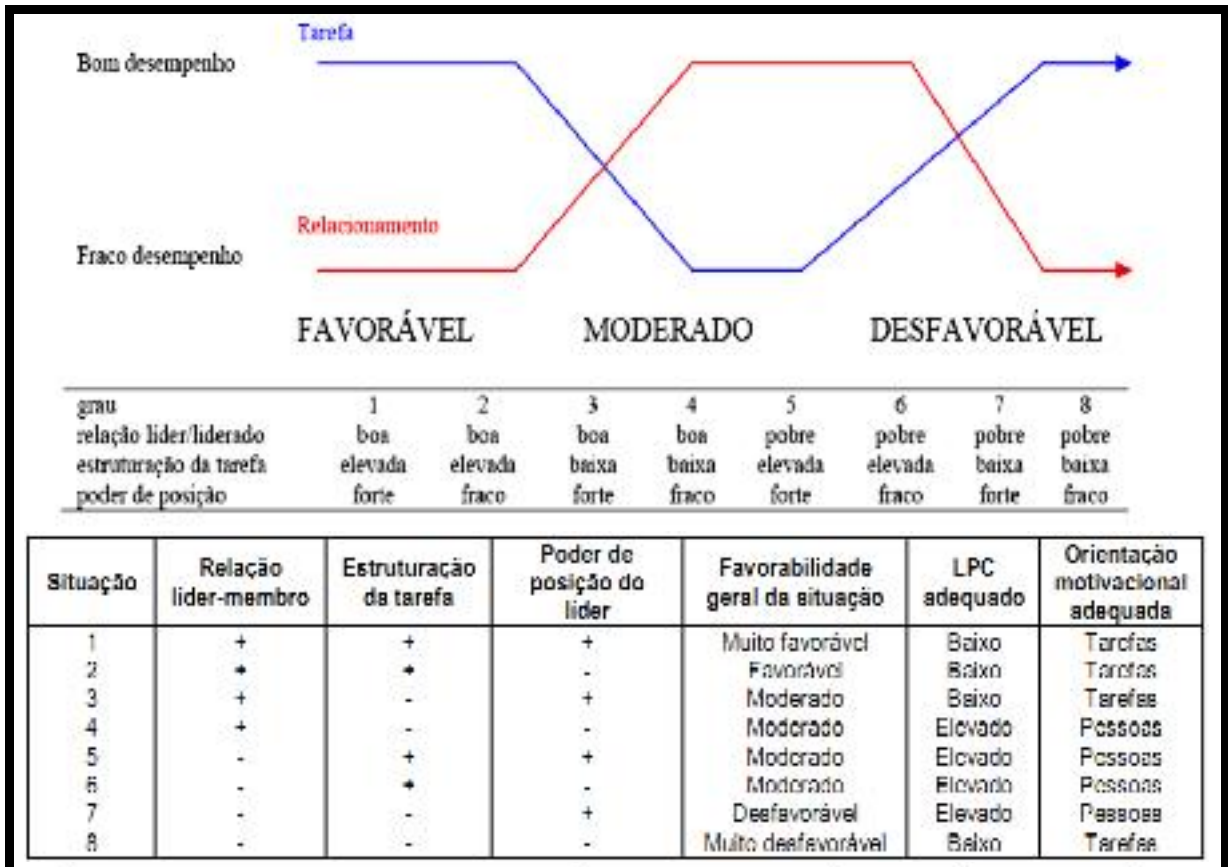 Tarefa
Bom desempenho
Relacionamento
Fraco desempenho
FAVORÁVEL MODERADO DESFAVORÁVEL
grau 1 2 3 4 5 6 7 8
relação lider/liderado boa boa boa boa pobre pobre pobre pobre
estruturação da tarefa elevada elevada baixa baixa elevada elevada baixa baixa
poder de posição forte fraco forte fraco forte fraco forte fraco
Situação Relação lider-membro Estruturação da tarefa Poder de posição do lider Favorabilidade geral da situação LPC adequado Orientação motivacional adequada
1 + + + Muito favorável Baixo Tarefas
2 + + - Favorável Baixo Tarefas
3 + - + Moderado Baixo Tarefas
4 + - - Moderado Elevado Pessoas
5 - + + Moderado Elevado Pessoas
6 - + - Moderado Elevado Pessoas
7 - - + Desfavorável Elevado Pessoas
8 - - - Muito desfavorável Baixo Tarefas